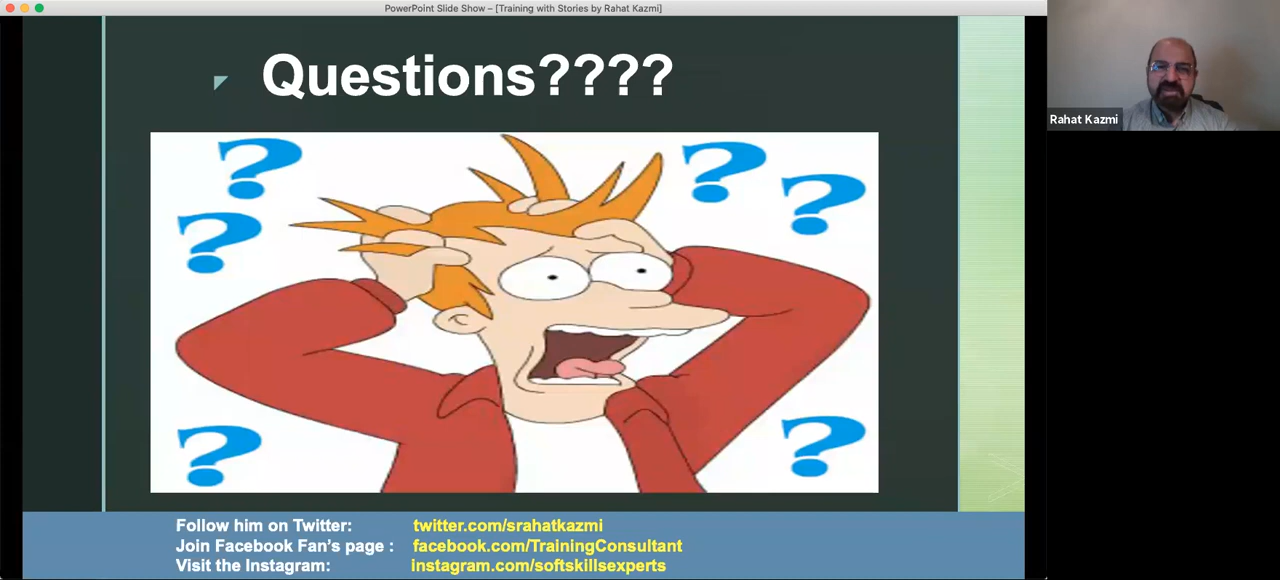 PowerPoint Slide Show – [Training with Stories by Rahat Kazmi]
Questions????
? ? ? ? ? ?
Rahat Kazmi
Follow him on Twitter: twitter.com/srahatkazmi
Join Facebook Fan's page : facebook.com/TrainingConsultant
Visit the Instagram: instagram.com/softskillsexperts